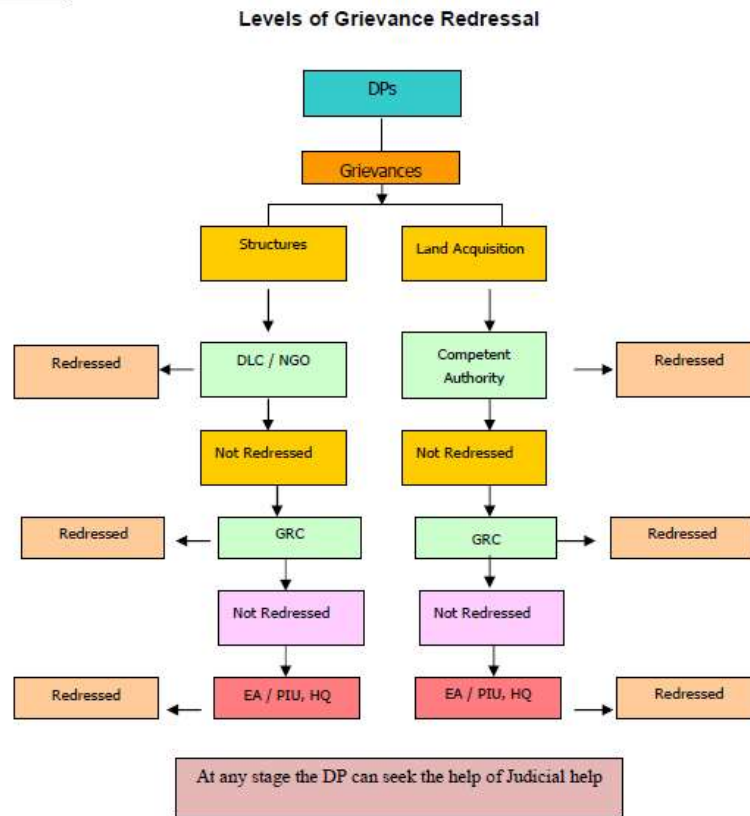 Levels of Grievance Redressal
DPs
Grievances
Structures
Land Acquisition
Redressed
DLC / NGO
Competent
Authority
Redressed
Not Redressed
Not Redressed
Redressed
GRC
GRC
Redressed
Not Redressed
Not Redressed
Redressed
EA / PIU, HQ
EA / PIU, HQ
Redressed
At any stage the DP can seek the help of Judicial help